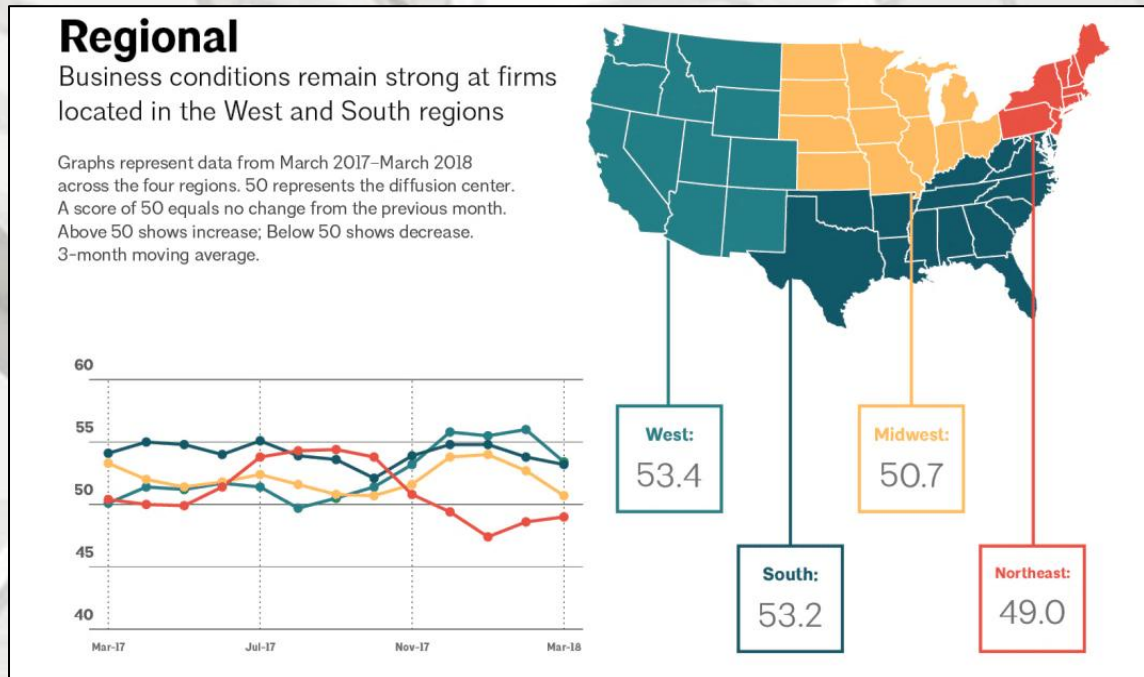 Regional
Business conditions remain strong at firms
located in the West and South regions
Graphs represent data from March 2017–March 2018
across the four regions. 50 represents the diffusion center.
A score of 50 equals no change from the previous month.
Above 50 shows increase; Below 50 shows decrease.
3-month moving average.
60
55
50
45
40
Mar-17
Jul-17
Nov-17
Mar-18
West:
53.4
Midwest:
50.7
South:
53.2
Northeast:
49.0